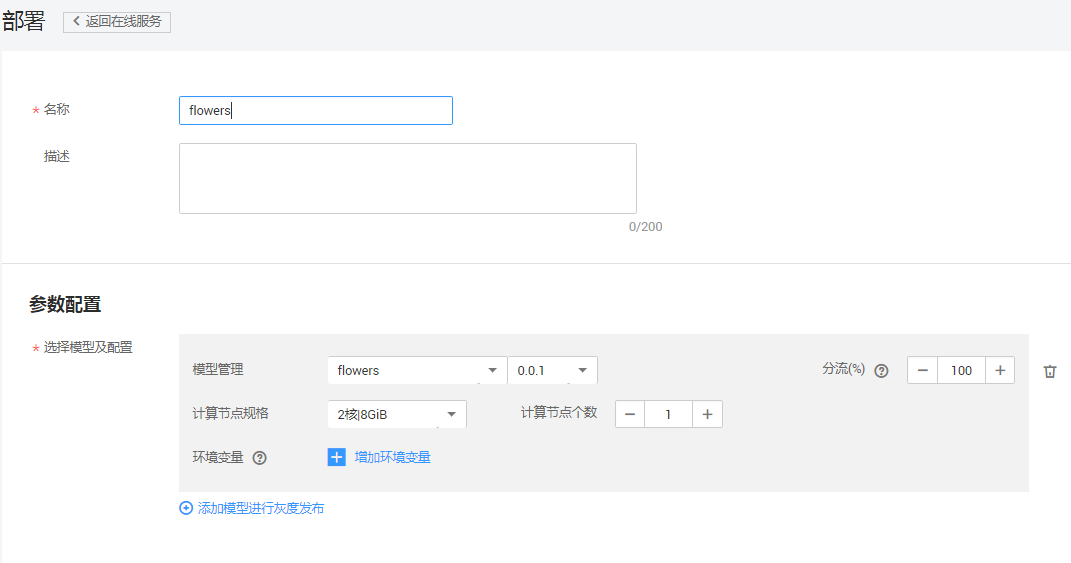 部署 返回在线服务
* 名称 flowers
描述
0/200
参数配置
* 选择模型及配置
模型管理 flowers 0.0.1 分流(%) ? − 100 +
计算节点规格 2核|8GiB 计算节点个数 − 1 +
环境变量 ? + 增加环境变量
添加模型进行灰度发布